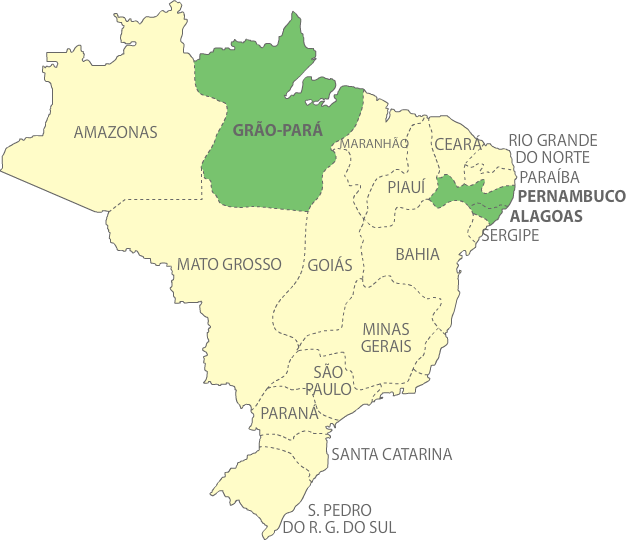 AMAZONAS
GRÃO-PARÁ
MARANHÃO
CEARÁ
RIO GRANDE
DO NORTE
PARAÍBA
PIAUÍ
PERNAMBUCO
ALAGOAS
SERGIPE
BAHIA
MATO GROSSO
GOIÁS
MINAS
GERAIS
SÃO
PAULO
PARANÁ
SANTA CATARINA
S. PEDRO
DO R. G. DO SUL